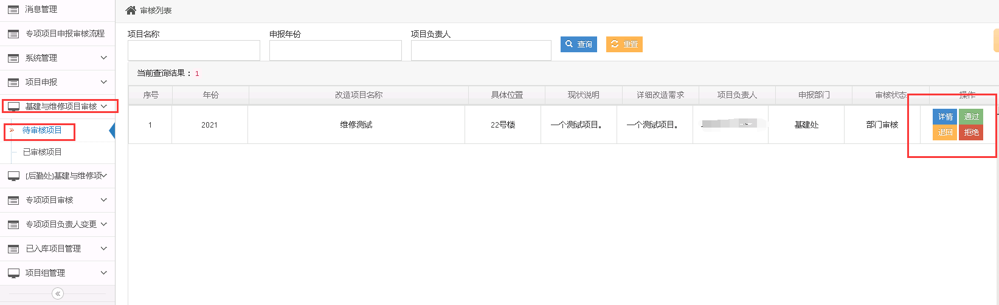 消息管理
专项项目申报审核流程
系统管理
项目申报
基建与维修项目审核
待审核项目
已审核项目
(后勤处)基建与维修项
专项项目审核
专项项目负责人变更
已入库项目管理
项目组管理
审核列表
项目名称 申报年份 项目负责人
查询 重置
当前查询结果： 1
序号 年份 改造项目名称 具体位置 现状说明 详细改造需求 项目负责人 申报部门 审核状态 操作
1 2021 维修测试 22号楼 一个测试项目。 一个测试项目。 基建处 部门审核 详情 通过
退回 拒绝